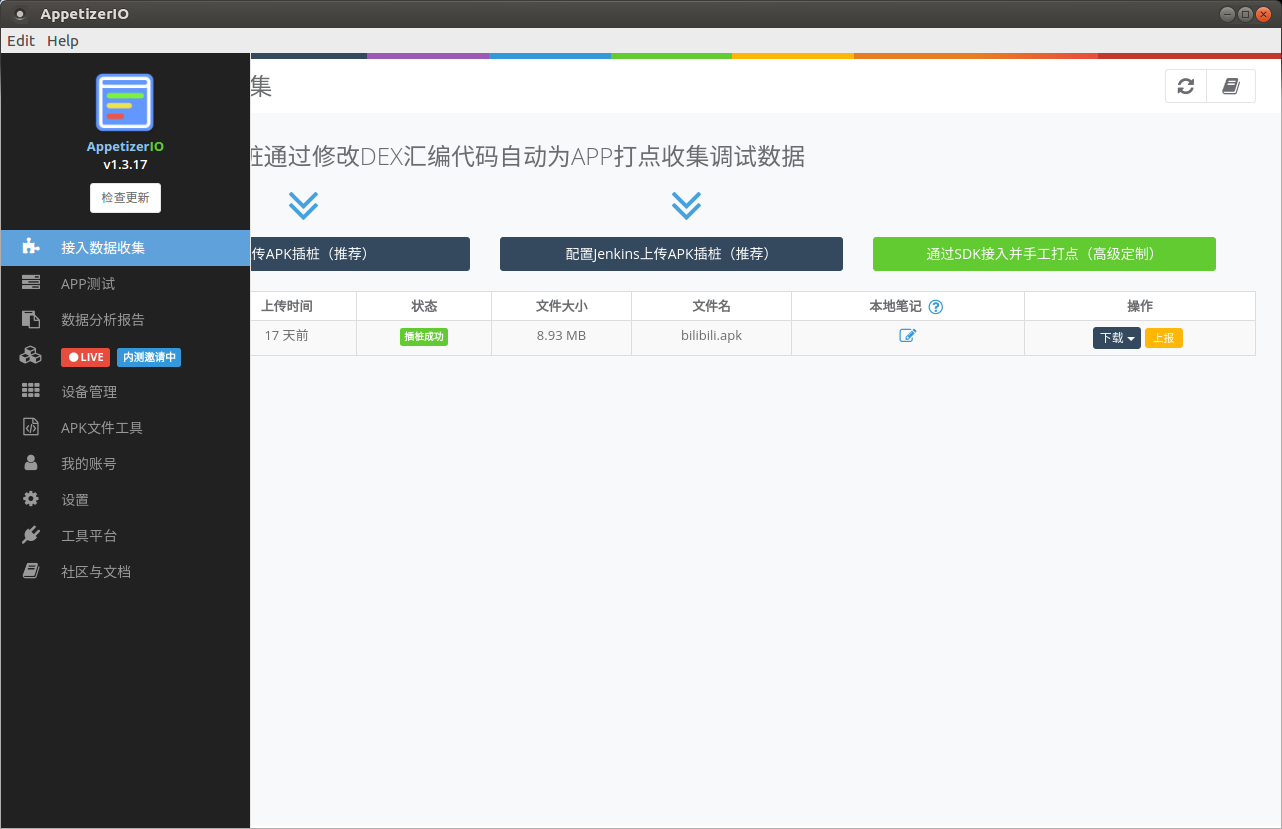 AppetizerIO
Edit Help
AppetizerIO
v1.3.17
检查更新
接入数据收集
APP测试
数据分析报告
LIVE 内测邀请中
设备管理
APK文件工具
我的账号
设置
工具平台
社区与文档
集
桩通过修改DEX汇编代码自动为APP打点收集调试数据
传APK插桩（推荐） 配置Jenkins上传APK插桩（推荐） 通过SDK接入并手工打点（高级定制）
上传时间 状态 文件大小 文件名 本地笔记 操作
17 天前 插桩成功 8.93 MB bilibili.apk 下载 上报